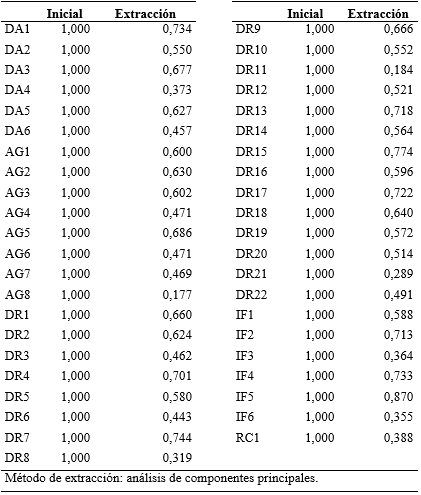 Inicial Extracción Inicial Extracción
DA1 1,000 0,734 DR9 1,000 0,666
DA2 1,000 0,550 DR10 1,000 0,552
DA3 1,000 0,677 DR11 1,000 0,184
DA4 1,000 0,373 DR12 1,000 0,521
DA5 1,000 0,627 DR13 1,000 0,718
DA6 1,000 0,457 DR14 1,000 0,564
AG1 1,000 0,600 DR15 1,000 0,774
AG2 1,000 0,630 DR16 1,000 0,596
AG3 1,000 0,602 DR17 1,000 0,722
AG4 1,000 0,471 DR18 1,000 0,640
AG5 1,000 0,686 DR19 1,000 0,572
AG6 1,000 0,471 DR20 1,000 0,514
AG7 1,000 0,469 DR21 1,000 0,289
AG8 1,000 0,177 DR22 1,000 0,491
DR1 1,000 0,660 IF1 1,000 0,588
DR2 1,000 0,624 IF2 1,000 0,713
DR3 1,000 0,462 IF3 1,000 0,364
DR4 1,000 0,701 IF4 1,000 0,733
DR5 1,000 0,580 IF5 1,000 0,870
DR6 1,000 0,443 IF6 1,000 0,355
DR7 1,000 0,744 RC1 1,000 0,388
DR8 1,000 0,319
Método de extracción: análisis de componentes principales.